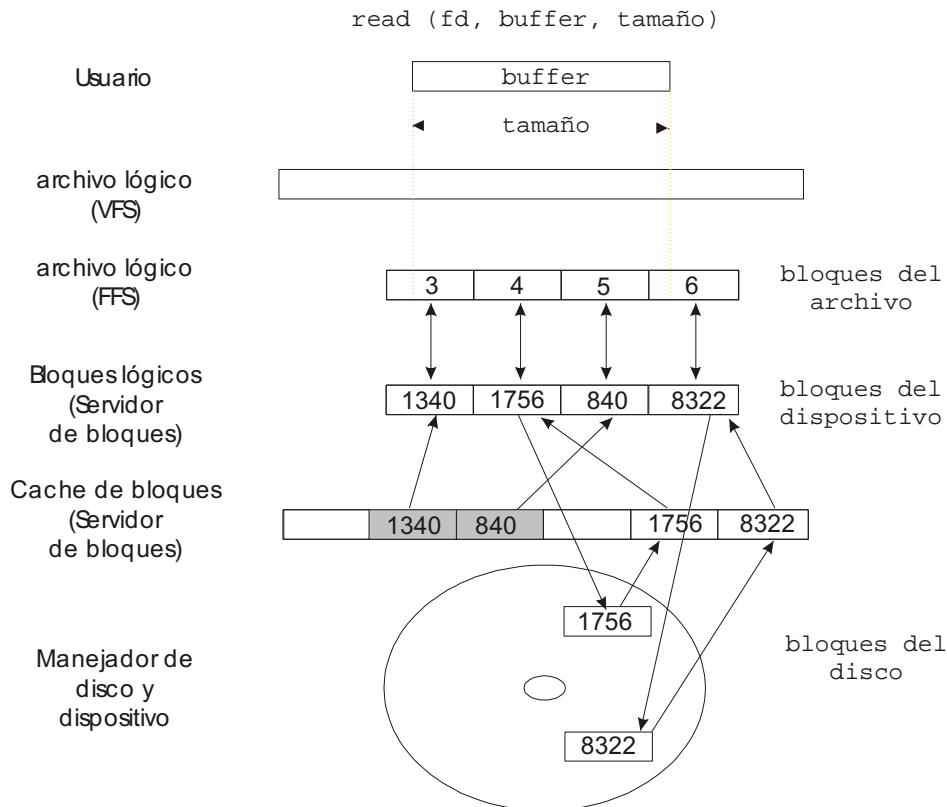 read (fd, buffer, tamaño)
Usuario
buffer
tamaño
archivo lógico
(VFS)
archivo lógico
(FFS)
3 4 5 6
bloques del
archivo
Bloques lógicos
(Servidor
de bloques)
1340 1756 840 8322
bloques del
dispositivo
Cache de bloques
(Servidor
de bloques)
1340 840 1756 8322
1756
Manejador de
disco y
dispositivo
bloques del
disco
8322